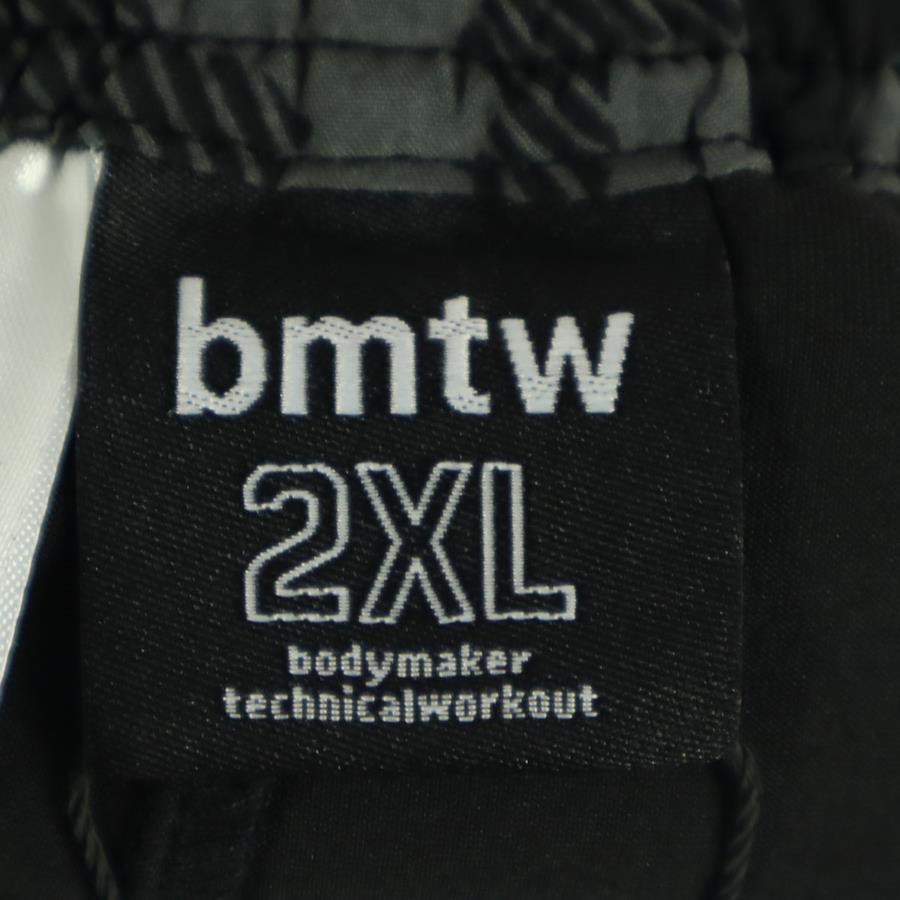 bmtw
2XL
bodymaker
technicalworkout